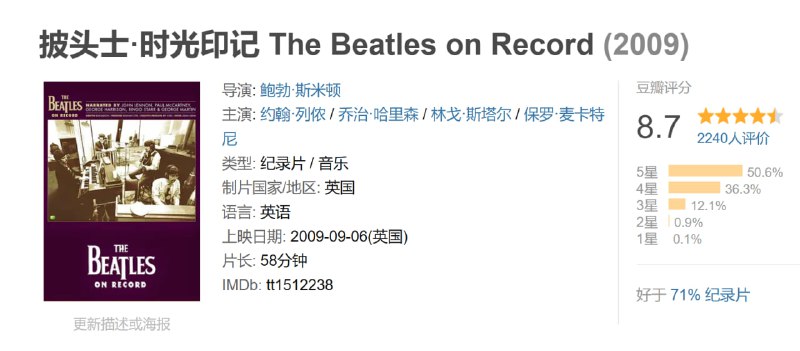 披头士·时光印记 The Beatles on Record (2009)
THE
BEATLES
ON RECORD
NARRATED BY JOHN LENNON, PAUL McCARTNEY,
GEORGE HARRISON, RINGO STARR & GEORGE MARTIN
THE
BEATLES
ON RECORD
更新描述或海报
导演: 鲍勃·斯米顿
主演: 约翰·列侬 / 乔治·哈里森 / 林戈·斯塔尔 / 保罗·麦卡特
尼
类型: 纪录片 / 音乐
制片国家/地区: 英国
语言: 英语
上映日期: 2009-09-06(英国)
片长: 58分钟
IMDb: tt1512238
豆瓣评分
8.7
2240人评价
5星 50.6%
4星 36.3%
3星 12.1%
2星 0.9%
1星 0.1%
好于 71% 纪录片